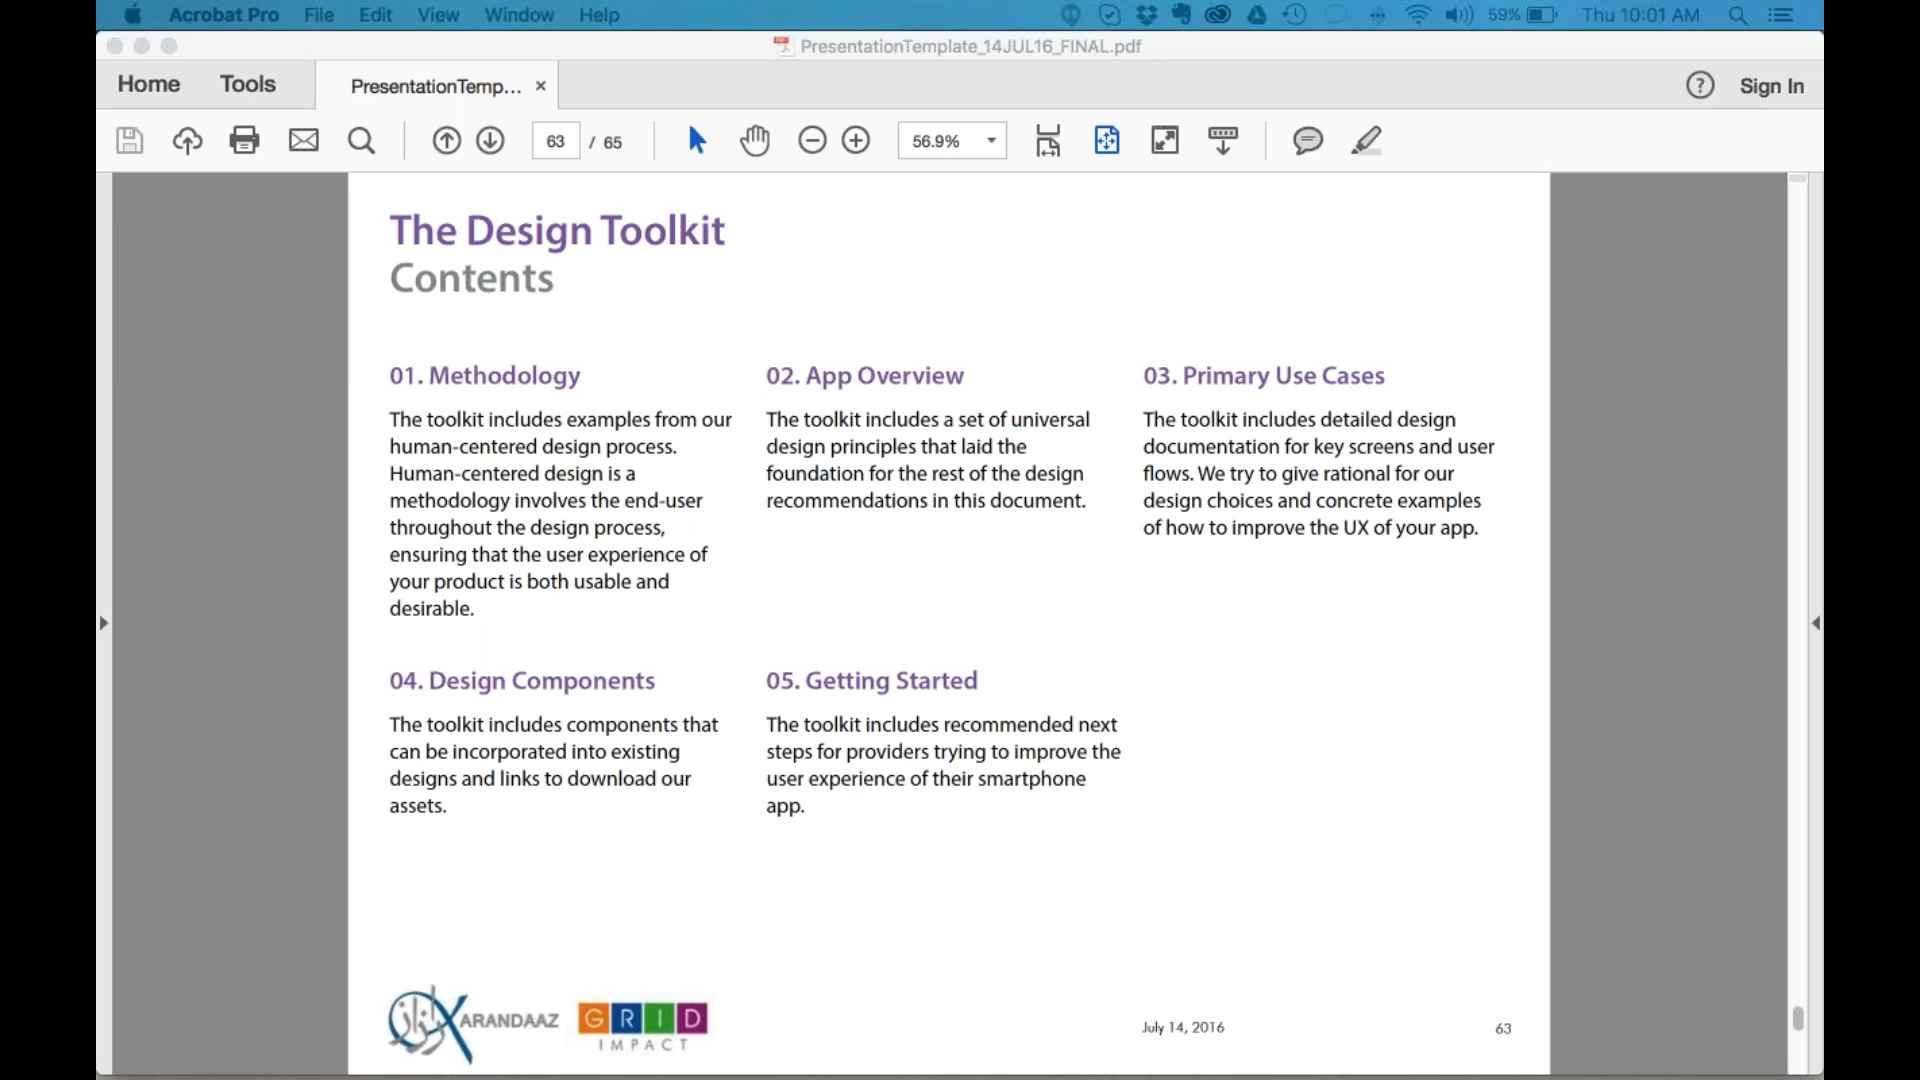 Acrobat Pro File Edit View Window Help 59% Thu 10:01 AM
PresentationTemplate_14JUL16_FINAL.pdf
Home Tools PresentationTemp... × ? Sign In
63 / 65 56.9%
The Design Toolkit
Contents
01. Methodology
The toolkit includes examples from our
human-centered design process.
Human-centered design is a
methodology involves the end-user
throughout the design process,
ensuring that the user experience of
your product is both usable and
desirable.
02. App Overview
The toolkit includes a set of universal
design principles that laid the
foundation for the rest of the design
recommendations in this document.
03. Primary Use Cases
The toolkit includes detailed design
documentation for key screens and user
flows. We try to give rational for our
design choices and concrete examples
of how to improve the UX of your app.
04. Design Components
The toolkit includes components that
can be incorporated into existing
designs and links to download our
assets.
05. Getting Started
The toolkit includes recommended next
steps for providers trying to improve the
user experience of their smartphone
app.
KARANDAAZ
GRID
IMPACT
July 14, 2016
63